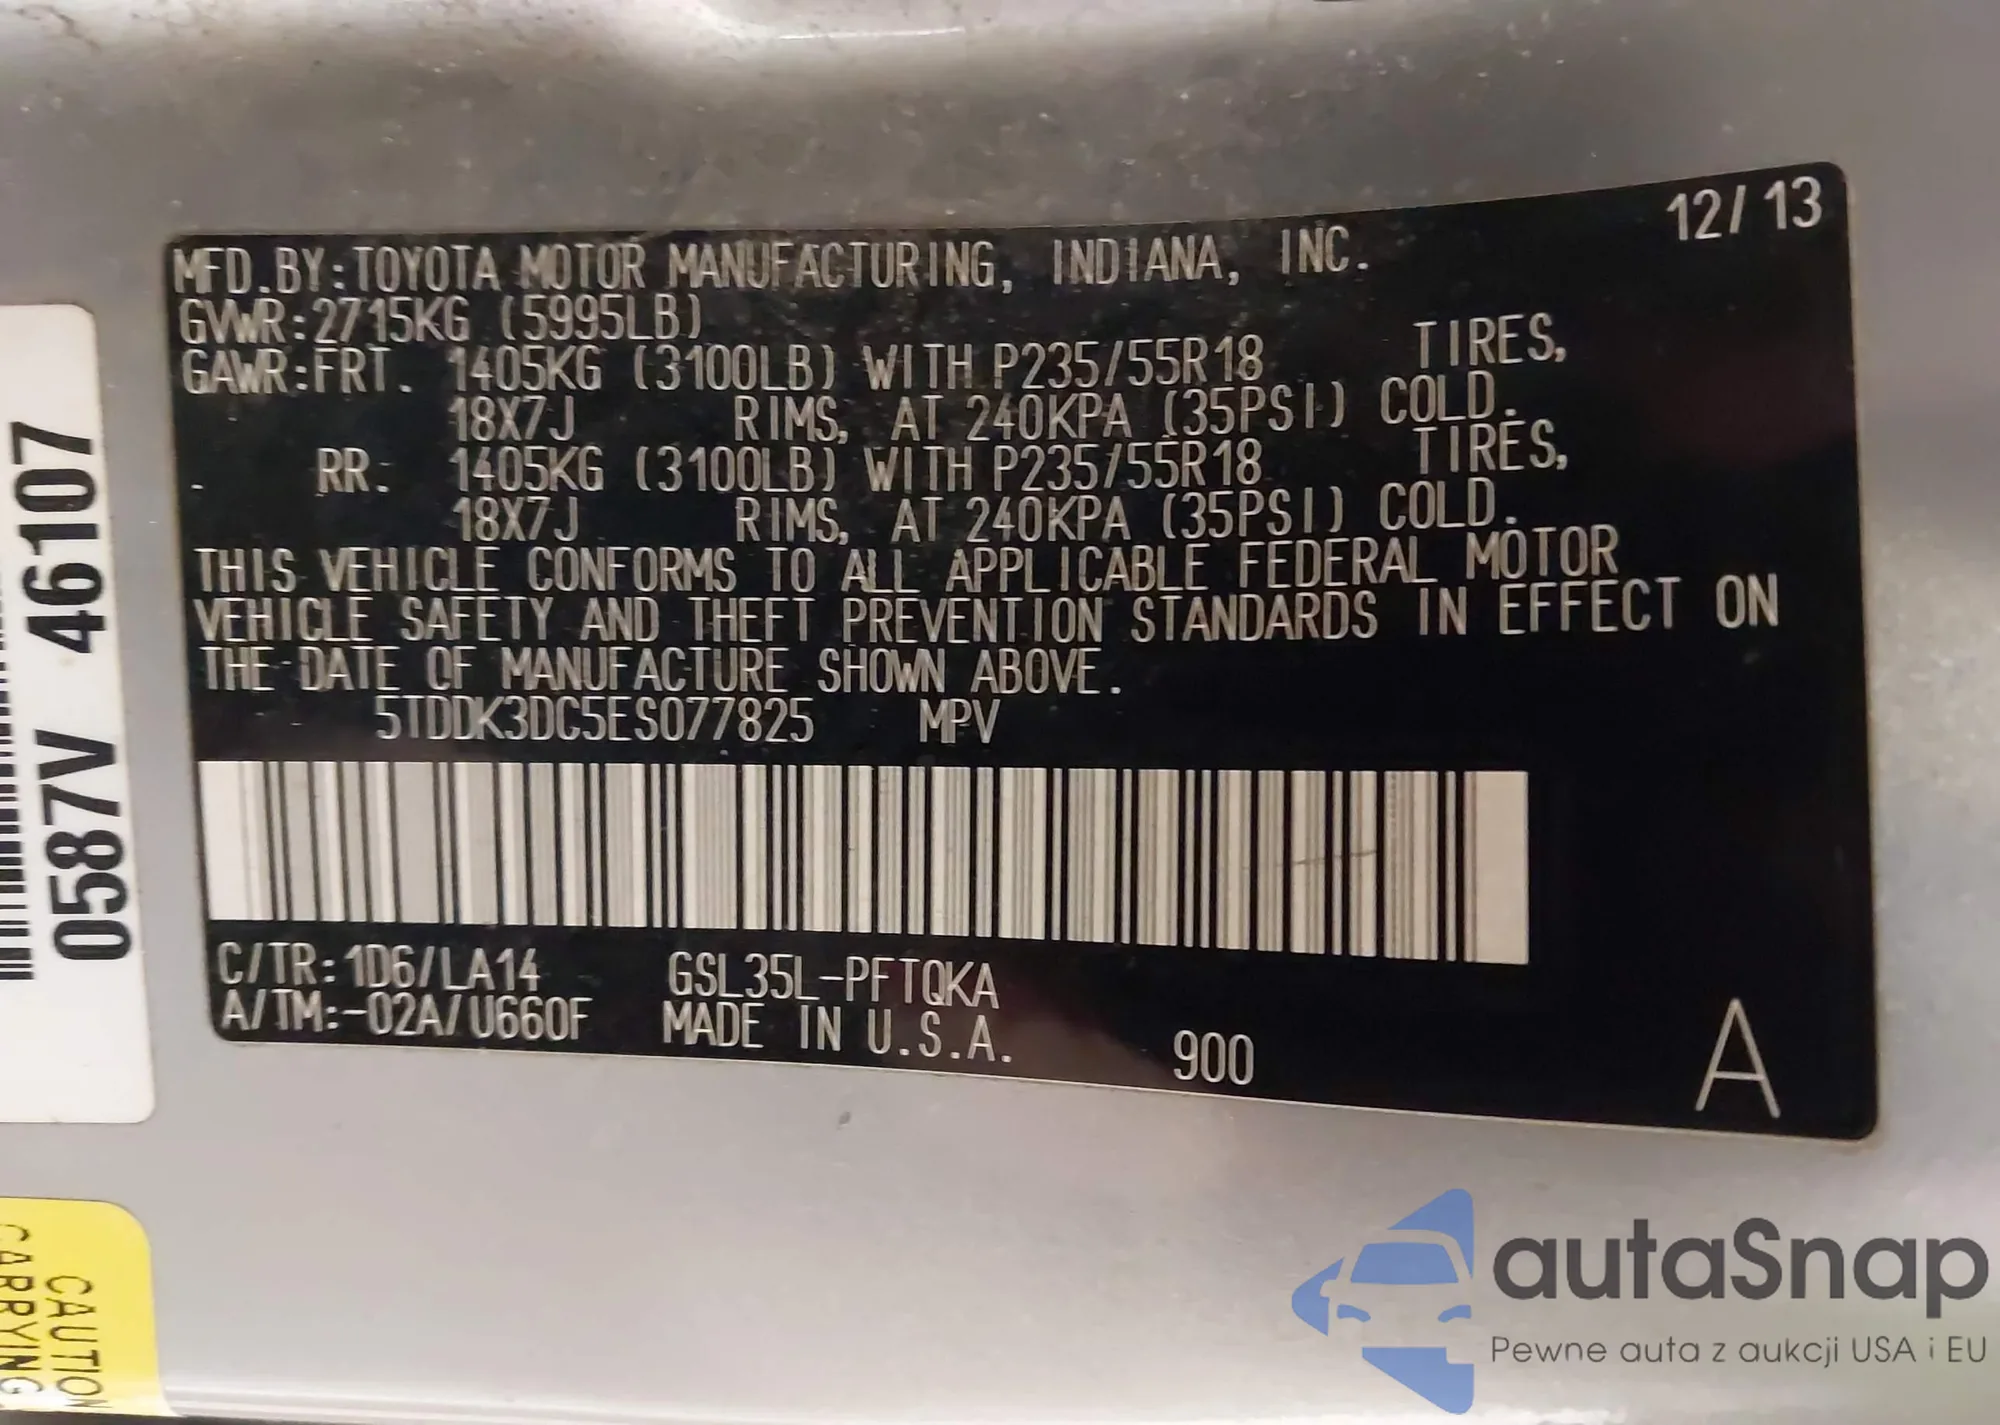 12/13
MFD.BY:TOYOTA MOTOR MANUFACTURING, INDIANA, INC.
GVWR:2715KG (5995LB)
GAWR:FRT. 1405KG (3100LB) WITH P235/55R18 TIRES,
18X7J RIMS, AT 240KPA (35PSI) COLD.
RR: 1405KG (3100LB) WITH P235/55R18 TIRES,
18X7J RIMS, AT 240KPA (35PSI) COLD.
THIS VEHICLE CONFORMS TO ALL APPLICABLE FEDERAL MOTOR
VEHICLE SAFETY AND THEFT PREVENTION STANDARDS IN EFFECT ON
THE DATE OF MANUFACTURE SHOWN ABOVE.
5TDDK3DC5ES077825 MPV
C/TR:1D6/LA14 GSL35L-PFTQKA
A/TM:-02A/U660F MADE IN U.S.A. 900
A
0587V 46107
CAUTION
CARRYING
autaSnap
Pewne auta z aukcji USA i EU